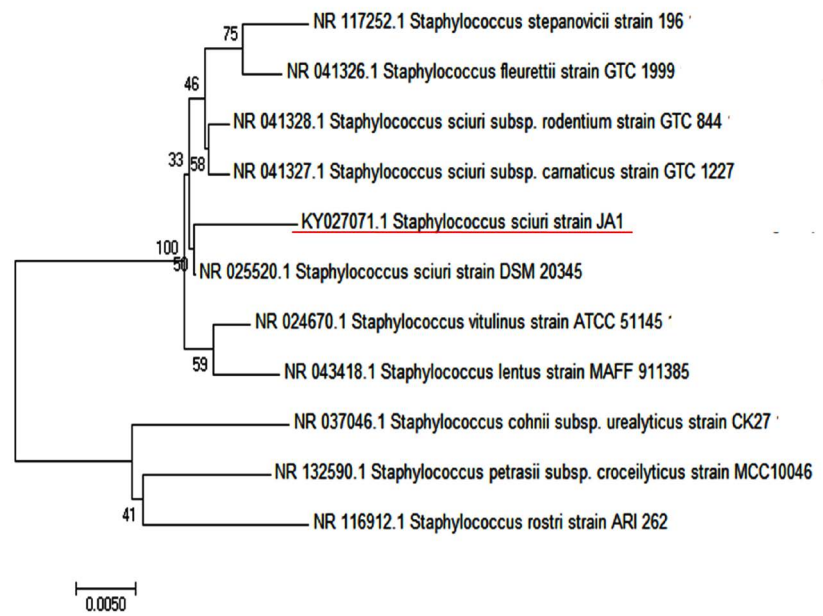 75
NR 117252.1 Staphylococcus stepanovicii strain 196
NR 041326.1 Staphylococcus fleurettii strain GTC 1999
46
NR 041328.1 Staphylococcus sciuri subsp. rodentium strain GTC 844
33
58
NR 041327.1 Staphylococcus sciuri subsp. carnaticus strain GTC 1227
KY027071.1 Staphylococcus sciuri strain JA1
100
50
NR 025520.1 Staphylococcus sciuri strain DSM 20345
NR 024670.1 Staphylococcus vitulinus strain ATCC 51145
59
NR 043418.1 Staphylococcus lentus strain MAFF 911385
NR 037046.1 Staphylococcus cohnii subsp. urealyticus strain CK27
NR 132590.1 Staphylococcus petrasii subsp. croceilyticus strain MCC10046
41
NR 116912.1 Staphylococcus rostri strain ARI 262
0.0050